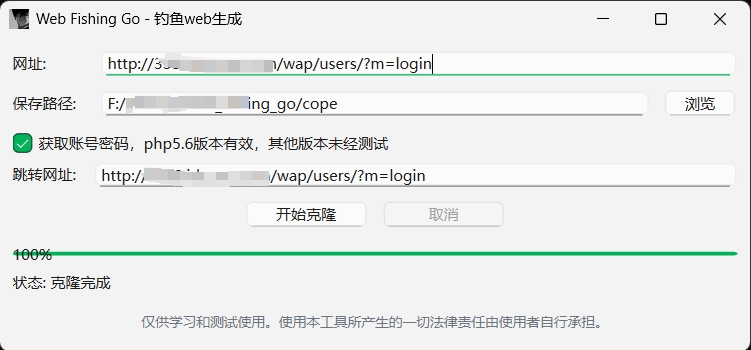 Web Fishing Go - 钓鱼web生成
网址: http://33 /wap/users/?m=login
保存路径: F:/ ing_go/cope 浏览
获取账号密码，php5.6版本有效，其他版本未经测试
跳转网址: http:/ /wap/users/?m=login
开始克隆 取消
100%
状态: 克隆完成
仅供学习和测试使用。使用本工具所产生的一切法律责任由使用者自行承担。